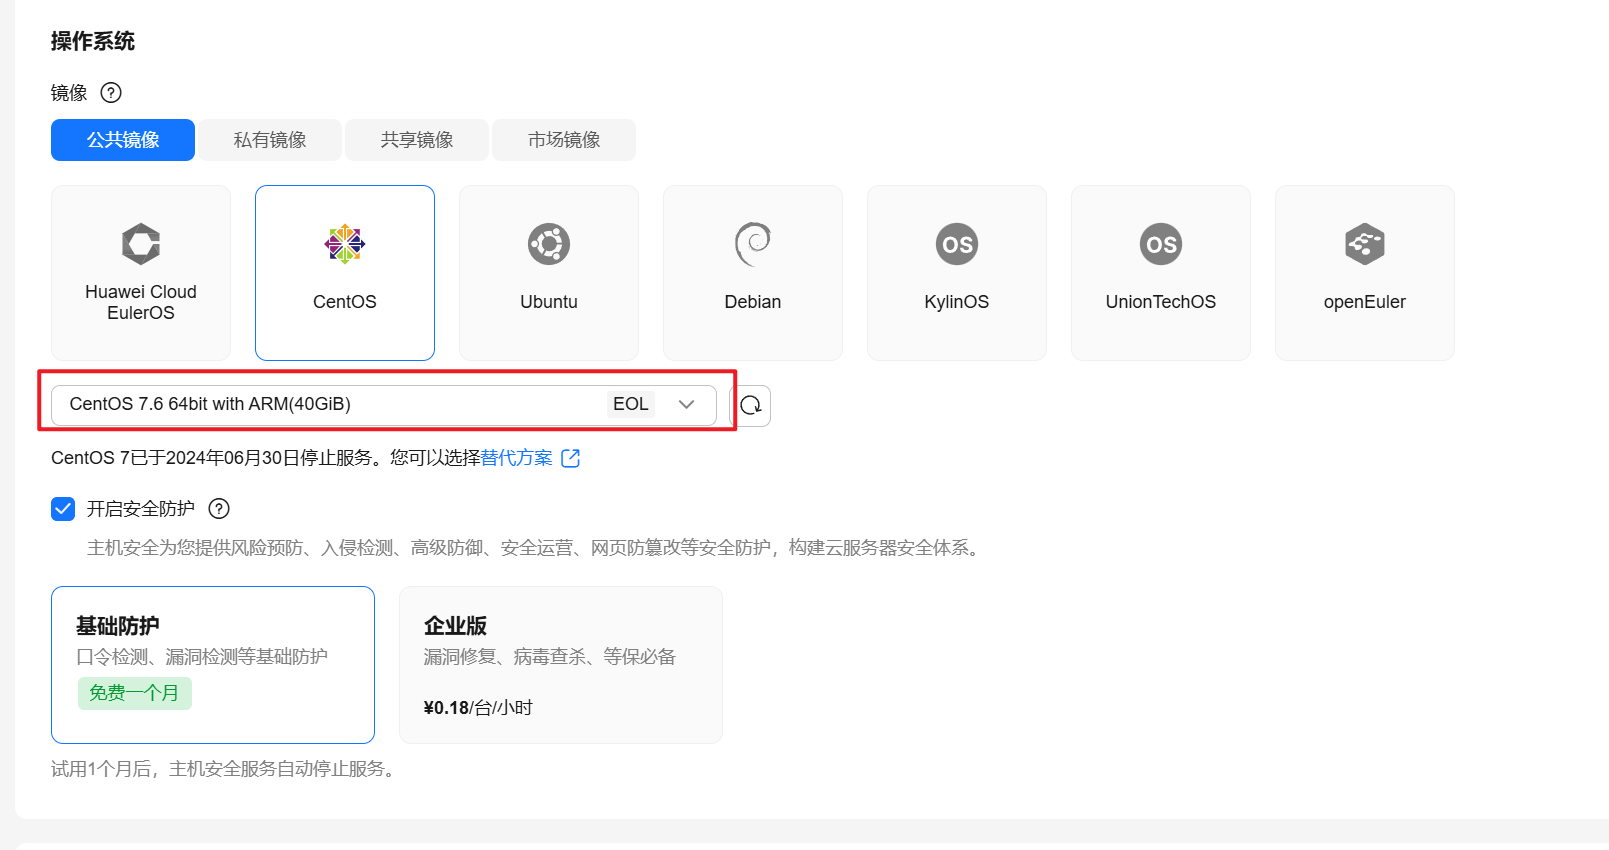 操作系统
镜像 ?
公共镜像 私有镜像 共享镜像 市场镜像
Huawei Cloud
EulerOS
CentOS
Ubuntu
Debian
OS
KylinOS
OS
UnionTechOS
openEuler
CentOS 7.6 64bit with ARM(40GiB) EOL
CentOS 7已于2024年06月30日停止服务。您可以选择替代方案
开启安全防护 ?
主机安全为您提供风险预防、入侵检测、高级防御、安全运营、网页防篡改等安全防护，构建云服务器安全体系。
基础防护
口令检测、漏洞检测等基础防护
免费一个月
企业版
漏洞修复、病毒查杀、等保必备
¥0.18/台/小时
试用1个月后，主机安全服务自动停止服务。